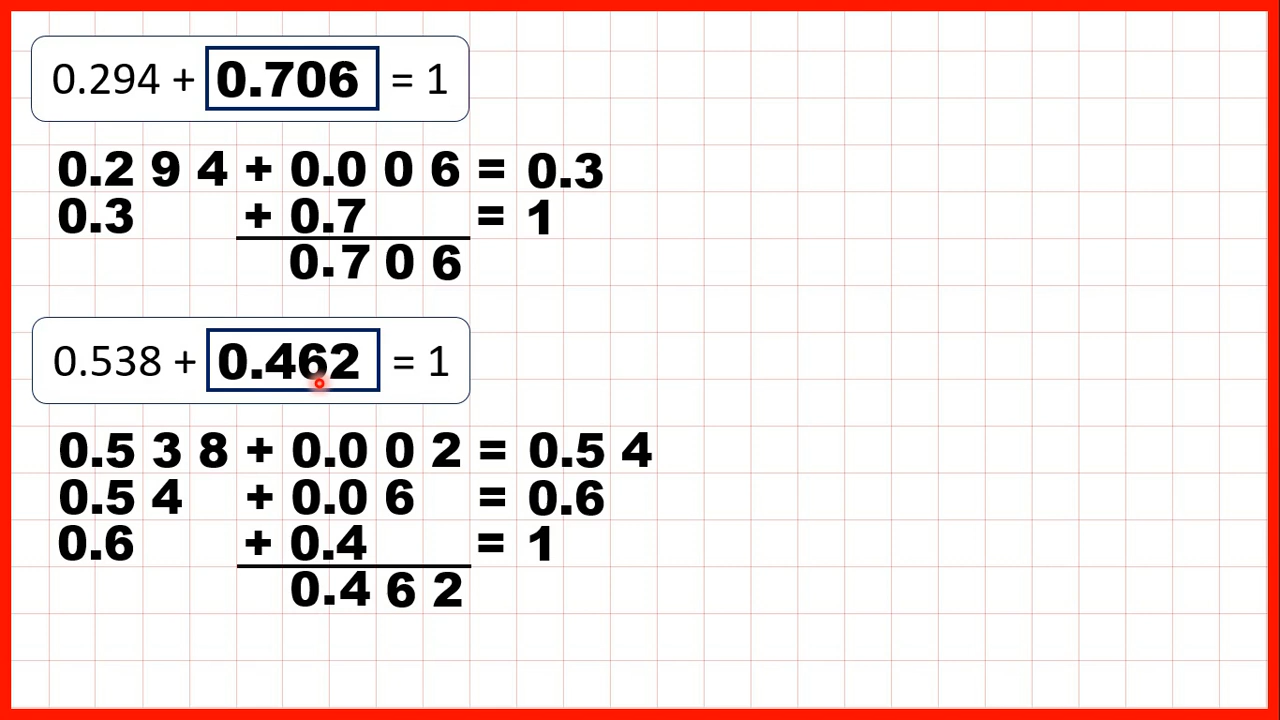 0.294 + 0.706 = 1
0.2 9 4 + 0.0 0 6 = 0.3
0.3 + 0.7 = 1
0.7 0 6
0.538 + 0.462 = 1
0.5 3 8 + 0.0 0 2 = 0.5 4
0.5 4 + 0.0 6 = 0.6
0.6 + 0.4 = 1
0.4 6 2